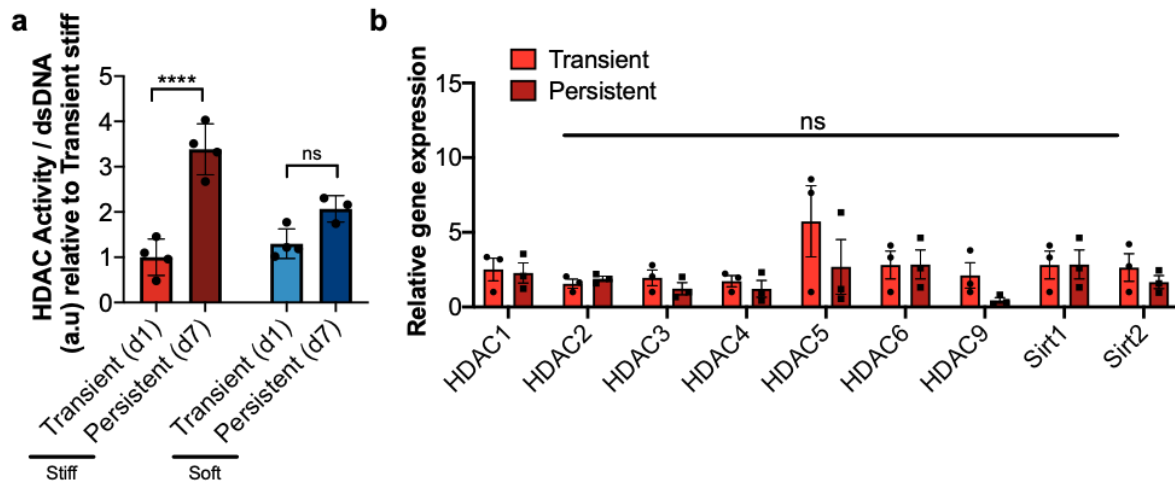 a
HDAC Activity / dsDNA
(a.u) relative to Transient stiff
5
4
3
2
1
0
****
ns
Transient (d1)
Persistent (d7)
Transient (d1)
Persistent (d7)
Stiff
Soft
b
Transient
Persistent
Relative gene expression
15
10
5
0
ns
HDAC1
HDAC2
HDAC3
HDAC4
HDAC5
HDAC6
HDAC9
Sirt1
Sirt2